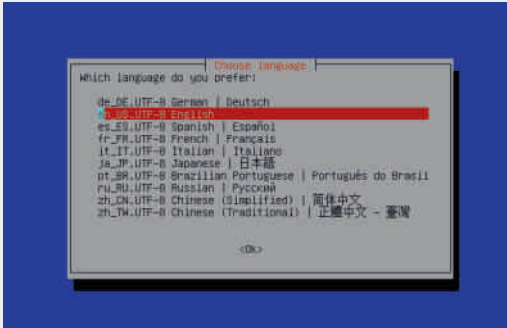 Choose language
Which language do you prefer:
de_DE.UTF-8 German | Deutsch
en_US.UTF-8 English
es_ES.UTF-8 Spanish | Español
fr_FR.UTF-8 French | Français
it_IT.UTF-8 Italian | Italiano
ja_JP.UTF-8 Japanese | 日本語
pt_BR.UTF-8 Brazilian Portuguese | Português do Brasil
ru_RU.UTF-8 Russian | Русский
zh_CN.UTF-8 Chinese (Simplified) | 简体中文
zh_TW.UTF-8 Chinese (Traditional) | 正體中文 - 臺灣
<Ok>